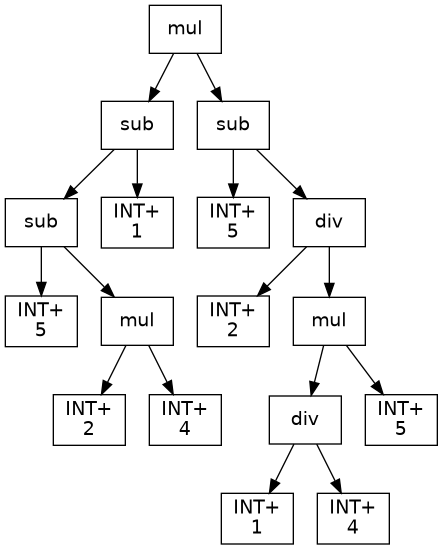 mul
sub
sub
sub
INT+
1
INT+
5
div
INT+
5
mul
INT+
2
mul
INT+
2
INT+
4
div
INT+
5
INT+
1
INT+
4